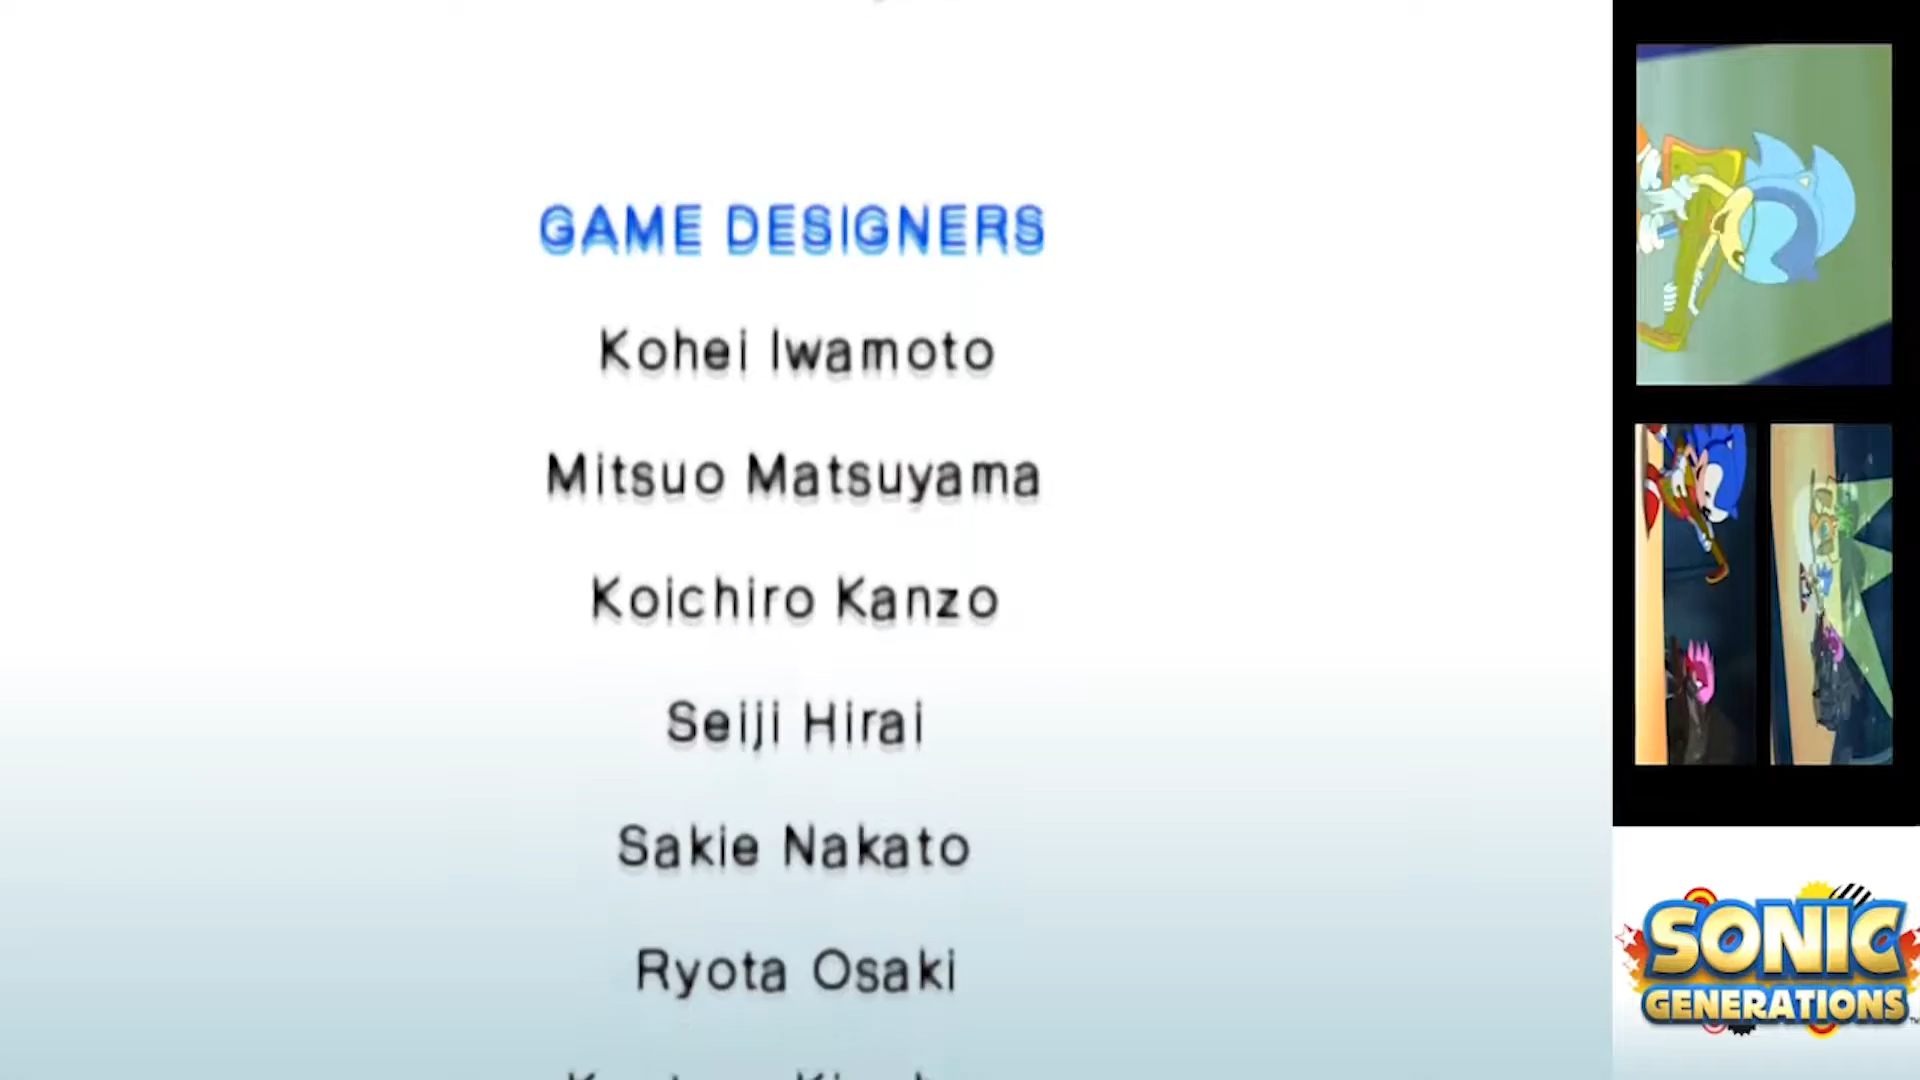 GAME DESIGNERS
Kohei Iwamoto
Mitsuo Matsuyama
Koichiro Kanzo
Seiji Hirai
Sakie Nakato
Ryota Osaki
SONIC
GENERATIONS